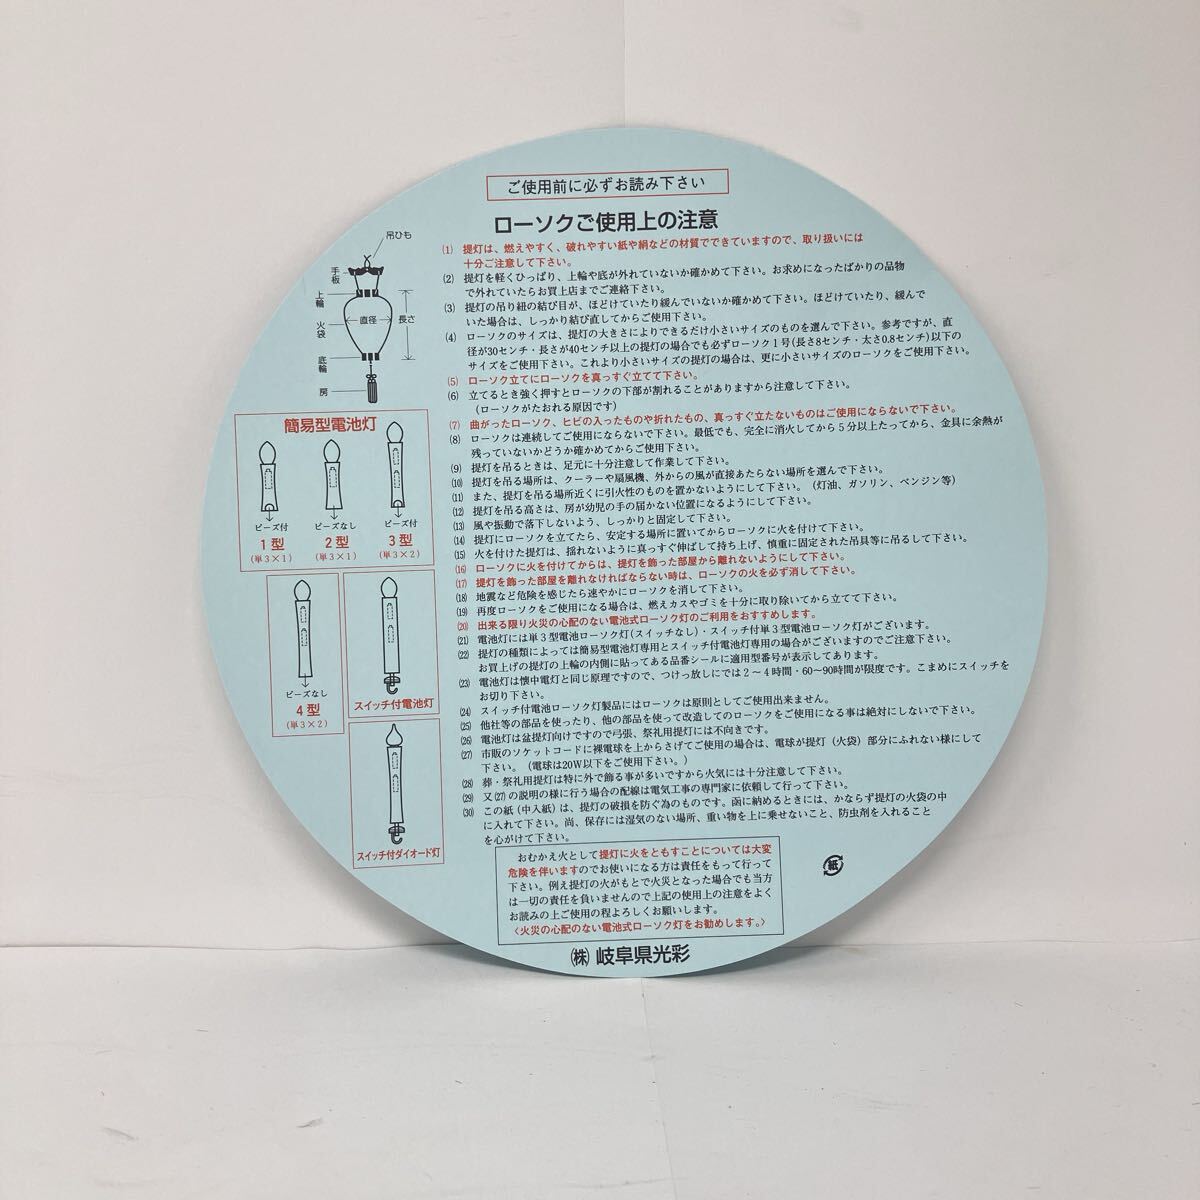 ご使用前に必ずお読み下さい
ローソクご使用上の注意
吊ひも
手板
上輪
火袋
直径
長さ
底輪
房
(1) 提灯は、燃えやすく、破れやすい紙や絹などの材質でできていますので、取り扱いには
十分ご注意して下さい。
(2) 提灯を軽くひっぱり、上輪や底が外れていないか確かめて下さい。お求めになったばかりの品物
で外れていたらお買上店までご連絡下さい。
(3) 提灯の吊り紐の結び目が、ほどけていたり緩んでいないか確かめて下さい。ほどけていたり、緩んで
いた場合は、しっかり結び直してからご使用下さい。
(4) ローソクのサイズは、提灯の大きさによりできるだけ小さいサイズのものを選んで下さい。参考ですが、直
径が30センチ・長さが40センチ以上の提灯の場合でも必ずローソク1号(長さ8センチ・太さ0.8センチ)以下の
サイズをご使用下さい。これより小さいサイズの提灯の場合は、更に小さいサイズのローソクをご使用下さい。
(5) ローソク立てにローソクを真っすぐ立てて下さい。
(6) 立てるとき強く押すとローソクの下部が割れることがありますから注意して下さい。
(ローソクがたおれる原因です)
(7) 曲がったローソク、ヒビの入ったものや折れたもの、真っすぐ立たないものはご使用にならないで下さい。
(8) ローソクは連続してご使用にならないで下さい。最低でも、完全に消火してから5分以上たってから、金具に余熱が
残っていないかどうか確かめてからご使用下さい。
(9) 提灯を吊るときは、足元に十分注意して作業して下さい。
(10) 提灯を吊る場所は、クーラーや扇風機、外からの風が直接あたらない場所を選んで下さい。
(11) また、提灯を吊る場所近くに引火性のものを置かないようにして下さい。(灯油、ガソリン、ベンジン等)
(12) 提灯を吊る高さは、房が幼児の手の届かない位置になるようにして下さい。
(13) 風や振動で落下しないよう、しっかりと固定して下さい。
(14) 提灯にローソクを立てたら、安定する場所に置いてからローソクに火を付けて下さい。
(15) 火を付けた提灯は、揺れないように真っすぐ伸ばして持ち上げ、慎重に固定された吊具等に吊るして下さい。
(16) ローソクに火を付けてからは、提灯を飾った部屋から離れないようにして下さい。
(17) 提灯を飾った部屋を離れなければならない時は、ローソクの火を必ず消して下さい。
(18) 地震など危険を感じたら速やかにローソクを消して下さい。
(19) 再度ローソクをご使用になる場合は、燃えカスやゴミを十分に取り除いてから立てて下さい。
(20) 出来る限り火災の心配のない電池式ローソク灯のご利用をおすすめします。
(21) 電池灯には単3型電池ローソク灯(スイッチなし)・スイッチ付単3型電池ローソク灯がございます。
(22) 提灯の種類によっては簡易型電池灯専用とスイッチ付電池灯専用の場合がございますのでご注意下さい。
お買上げの提灯の上輪の内側に貼ってある品番シールに適用型番号が表示してあります。
(23) 電池灯は懐中電灯と同じ原理ですので、つけっ放しにでは2～4時間・60～90時間が限度です。こまめにスイッチを
お切り下さい。
(24) スイッチ付電池ローソク灯製品にはローソクは原則としてご使用出来ません。
(25) 他社等の部品を使ったり、他の部品を使って改造してのローソクをご使用になる事は絶対にしないで下さい。
(26) 電池灯は盆提灯向けですので弓張、祭礼用提灯には不向きです。
(27) 市販のソケットコードに裸電球を上からさげてご使用の場合は、電球が提灯(火袋)部分にふれない様にして
下さい。(電球は20W以下をご使用下さい。)
(28) 葬・祭礼用提灯は特に外で飾る事が多いですから火気には十分注意して下さい。
(29) 又(27)の説明の様に行う場合の配線は電気工事の専門家に依頼して行って下さい。
(30) この紙(中入紙)は、提灯の破損を防ぐ為のものです。函に納めるときには、かならず提灯の火袋の中
に入れて下さい。尚、保存には湿気のない場所、重い物を上に乗せないこと、防虫剤を入れること
を心がけて下さい。
簡易型電池灯
ビーズ付
1型
(単3×1)
ビーズなし
2型
(単3×1)
ビーズ付
3型
(単3×2)
ビーズなし
4型
(単3×2)
スイッチ付電池灯
スイッチ付ダイオード灯
おむかえ火として提灯に火をともすことについては大変
危険を伴いますのでお使いになる方は責任をもって行って
下さい。例え提灯の火がもとで火災となった場合でも当方
は一切の責任を負いませんので上記の使用上の注意をよく
お読みの上ご使用の程よろしくお願いします。
〈火災の心配のない電池式ローソク灯をお勧めします。〉
紙
㈱ 岐阜県光彩